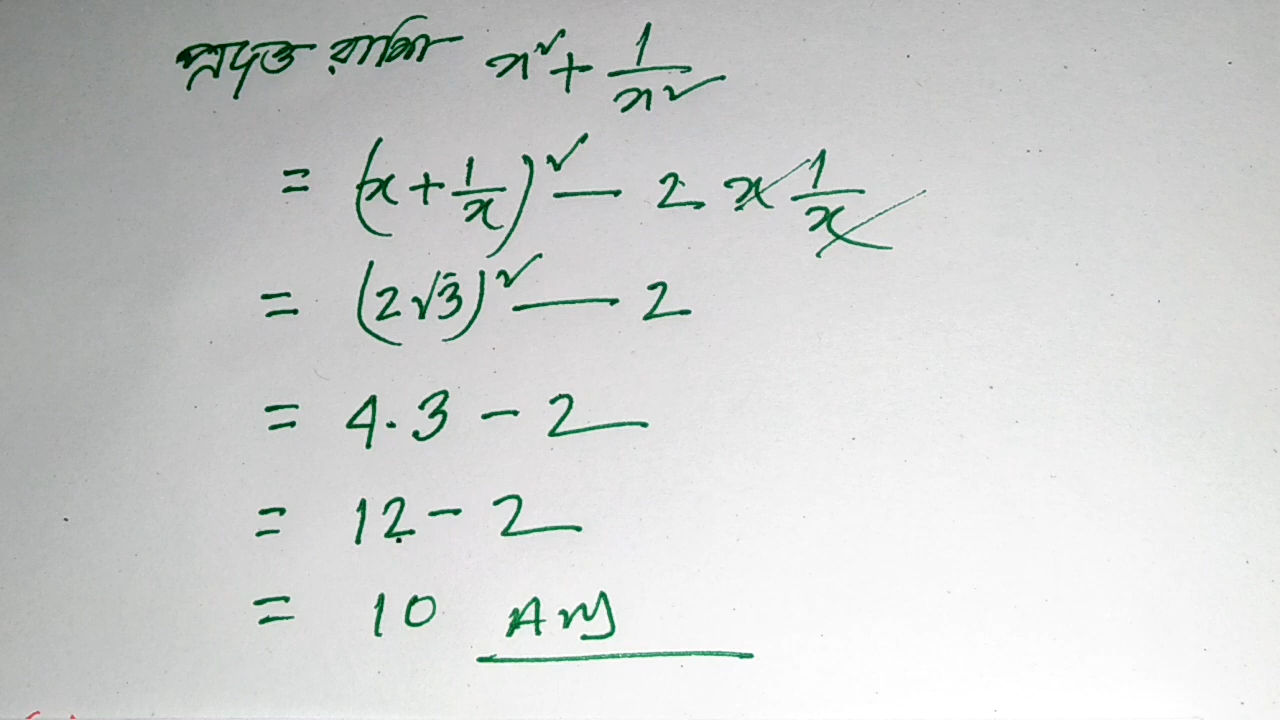 প্রদত্ত রাশি x² + 1/x²
= (x + 1/x)² - 2 x 1/x
= (2√3)² - 2
= 4.3 - 2
= 12 - 2
= 10 Ans